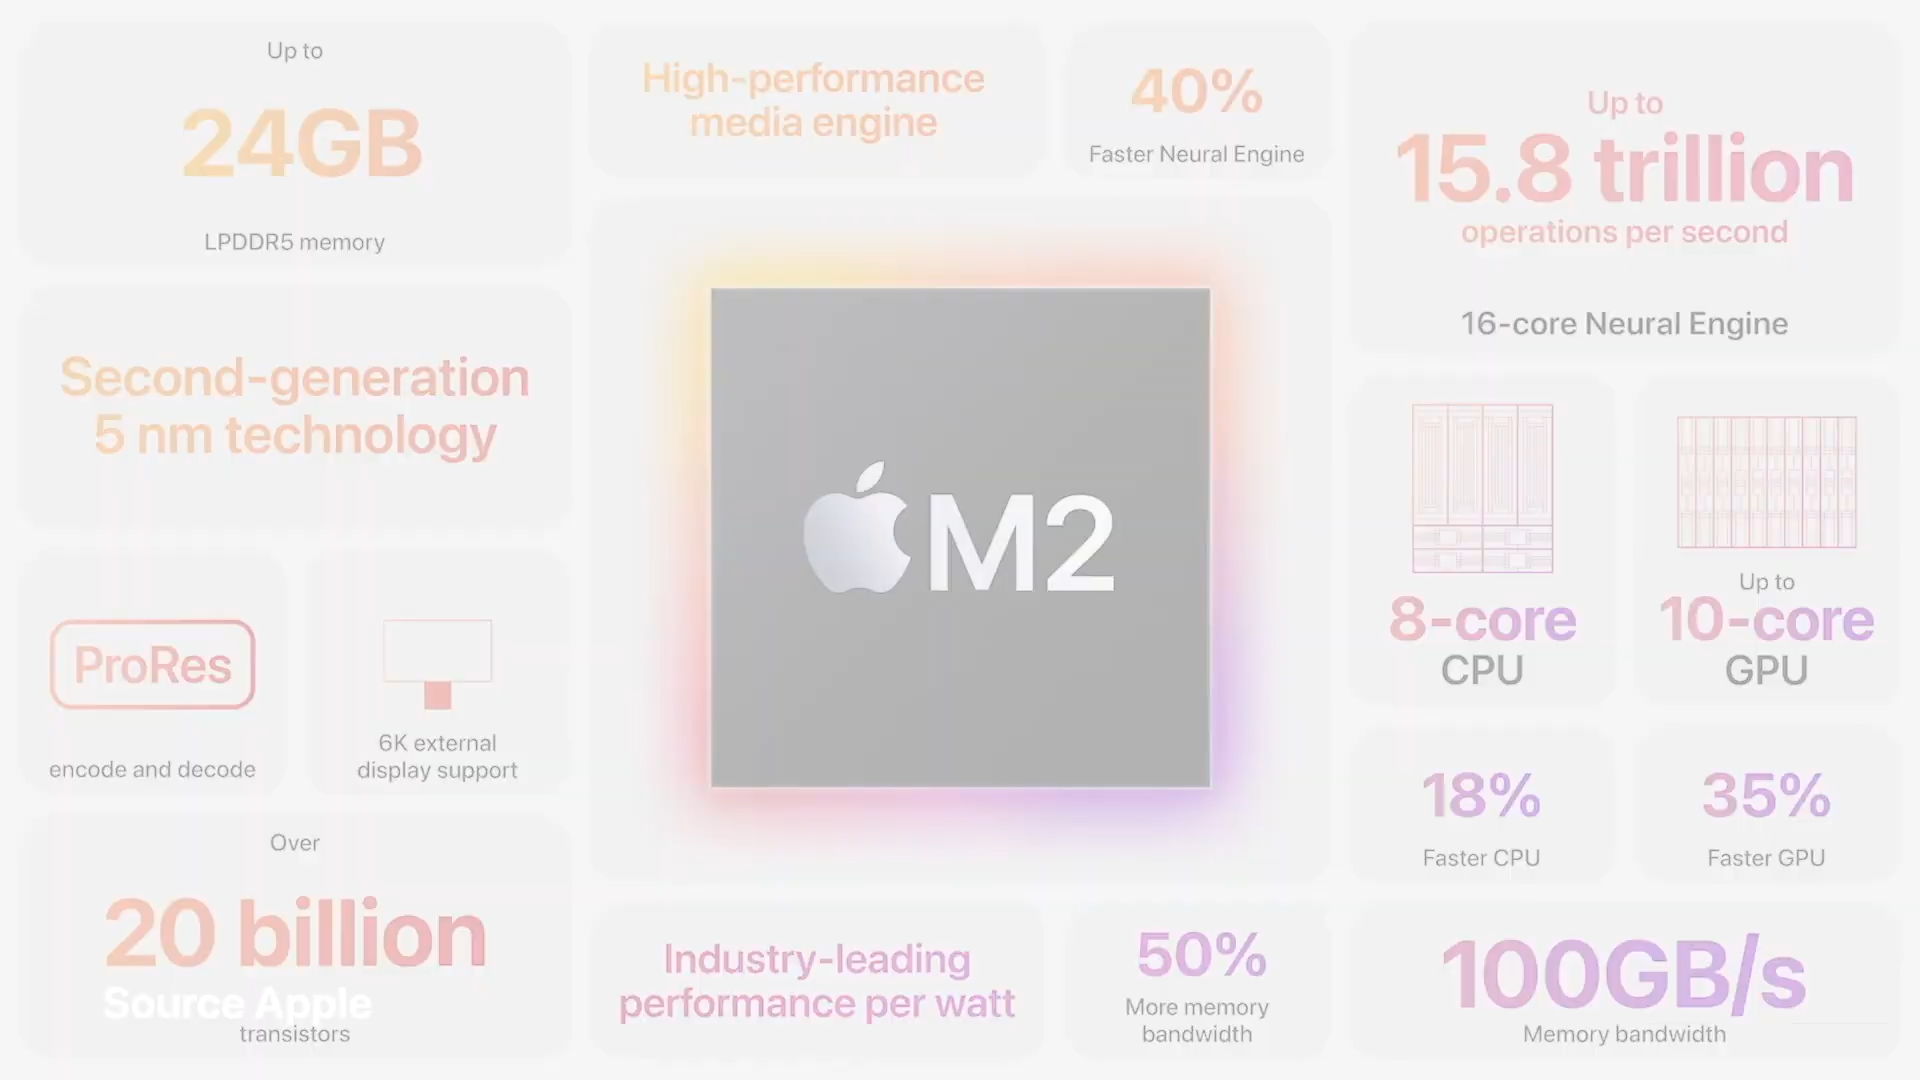 Up to
24GB
LPDDR5 memory
High-performance
media engine
40%
Faster Neural Engine
Up to
15.8 trillion
operations per second
16-core Neural Engine
Second-generation
5 nm technology
M2
8-core
CPU
Up to
10-core
GPU
ProRes
encode and decode
6K external
display support
18%
Faster CPU
35%
Faster GPU
Over
20 billion
Source Apple
transistors
Industry-leading
performance per watt
50%
More memory
bandwidth
100GB/s
Memory bandwidth